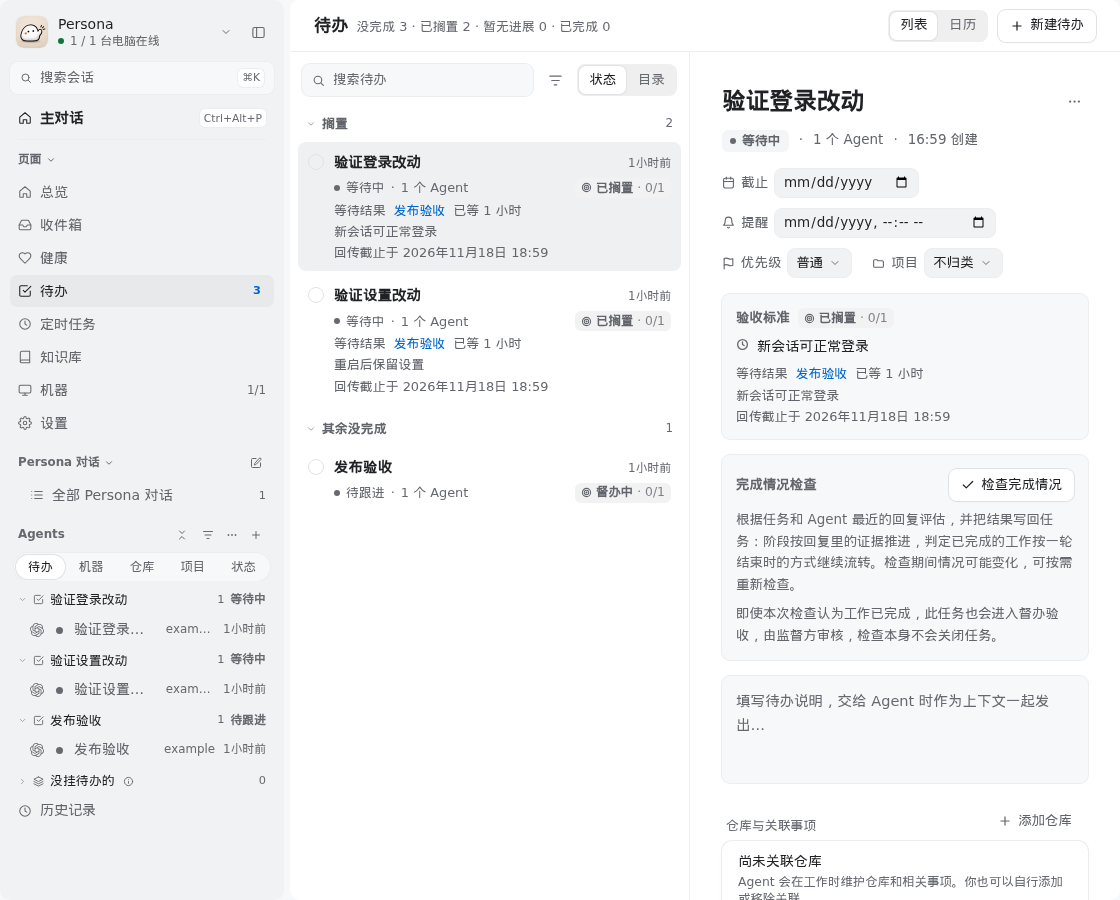 Persona
1 / 1 台电脑在线
搜索会话
⌘K
主对话
Ctrl+Alt+P
页面
总览
收件箱
健康
待办
3
定时任务
知识库
机器
1/1
设置
Persona 对话
全部 Persona 对话
1
Agents
待办
机器
仓库
项目
状态
验证登录改动
1 等待中
验证登录...
exam...
1小时前
验证设置改动
1 等待中
验证设置...
exam...
1小时前
发布验收
1 待跟进
发布验收
example
1小时前
没挂待办的
0
历史记录
待办
没完成 3 · 已搁置 2 · 暂无进展 0 · 已完成 0
列表
日历
新建待办
搜索待办
状态
目录
搁置
2
验证登录改动
1小时前
等待中 · 1 个 Agent
已搁置 · 0/1
等待结果 发布验收 已等 1 小时
新会话可正常登录
回传截止于 2026年11月18日 18:59
验证设置改动
1小时前
等待中 · 1 个 Agent
已搁置 · 0/1
等待结果 发布验收 已等 1 小时
重启后保留设置
回传截止于 2026年11月18日 18:59
其余没完成
1
发布验收
1小时前
待跟进 · 1 个 Agent
督办中 · 0/1
验证登录改动
等待中 · 1 个 Agent · 16:59 创建
截止
mm/dd/yyyy
提醒
mm/dd/yyyy, --:-- --
优先级
普通
项目
不归类
验收标准
已搁置 · 0/1
新会话可正常登录
等待结果 发布验收 已等 1 小时
新会话可正常登录
回传截止于 2026年11月18日 18:59
完成情况检查
检查完成情况
根据任务和 Agent 最近的回复评估，并把结果写回任
务：阶段按回复里的证据推进，判定已完成的工作按一轮
结束时的方式继续流转。检查期间情况可能变化，可按需
重新检查。
即使本次检查认为工作已完成，此任务也会进入督办验
收，由监督方审核，检查本身不会关闭任务。
填写待办说明，交给 Agent 时作为上下文一起发
出...
仓库与关联事项
添加仓库
尚未关联仓库
Agent 会在工作时维护仓库和相关事项。你也可以自行添加
或移除关联